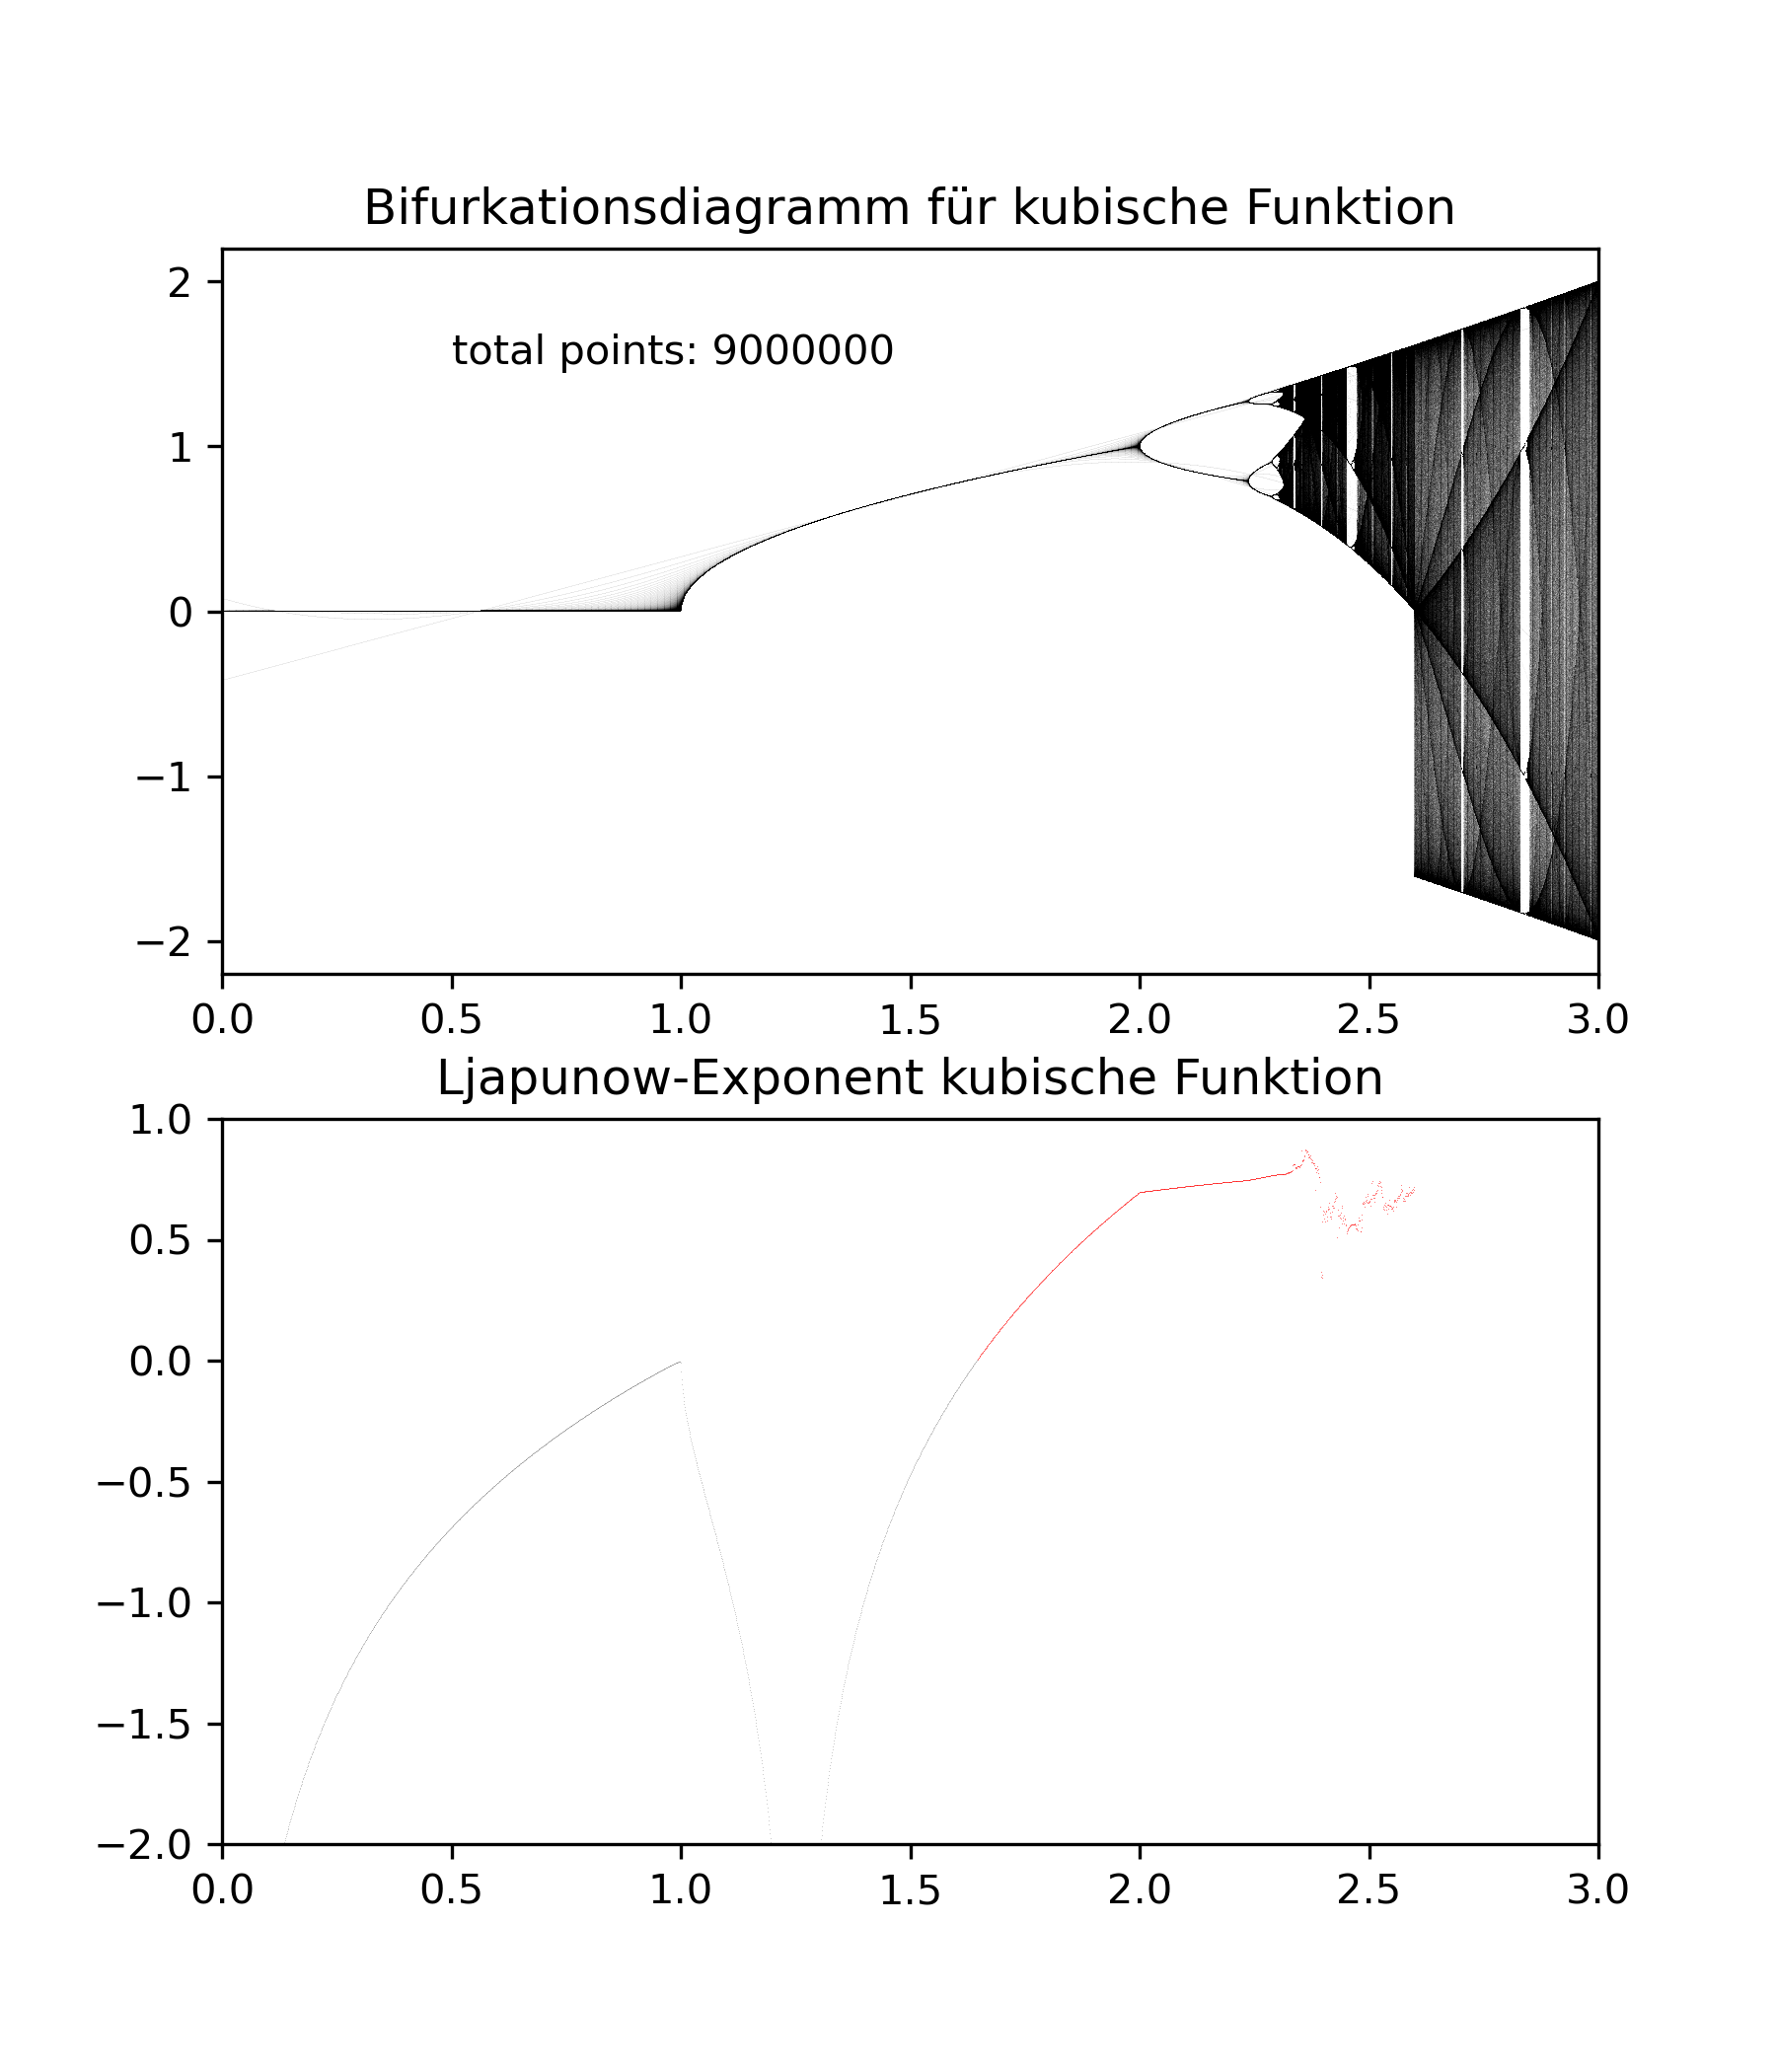 Bifurkationsdiagramm für kubische Funktion
2
total points: 9000000
1
0
−1
−2
0.0 0.5 1.0 1.5 2.0 2.5 3.0
Ljapunow-Exponent kubische Funktion
1.0
0.5
0.0
−0.5
−1.0
−1.5
−2.0
0.0 0.5 1.0 1.5 2.0 2.5 3.0